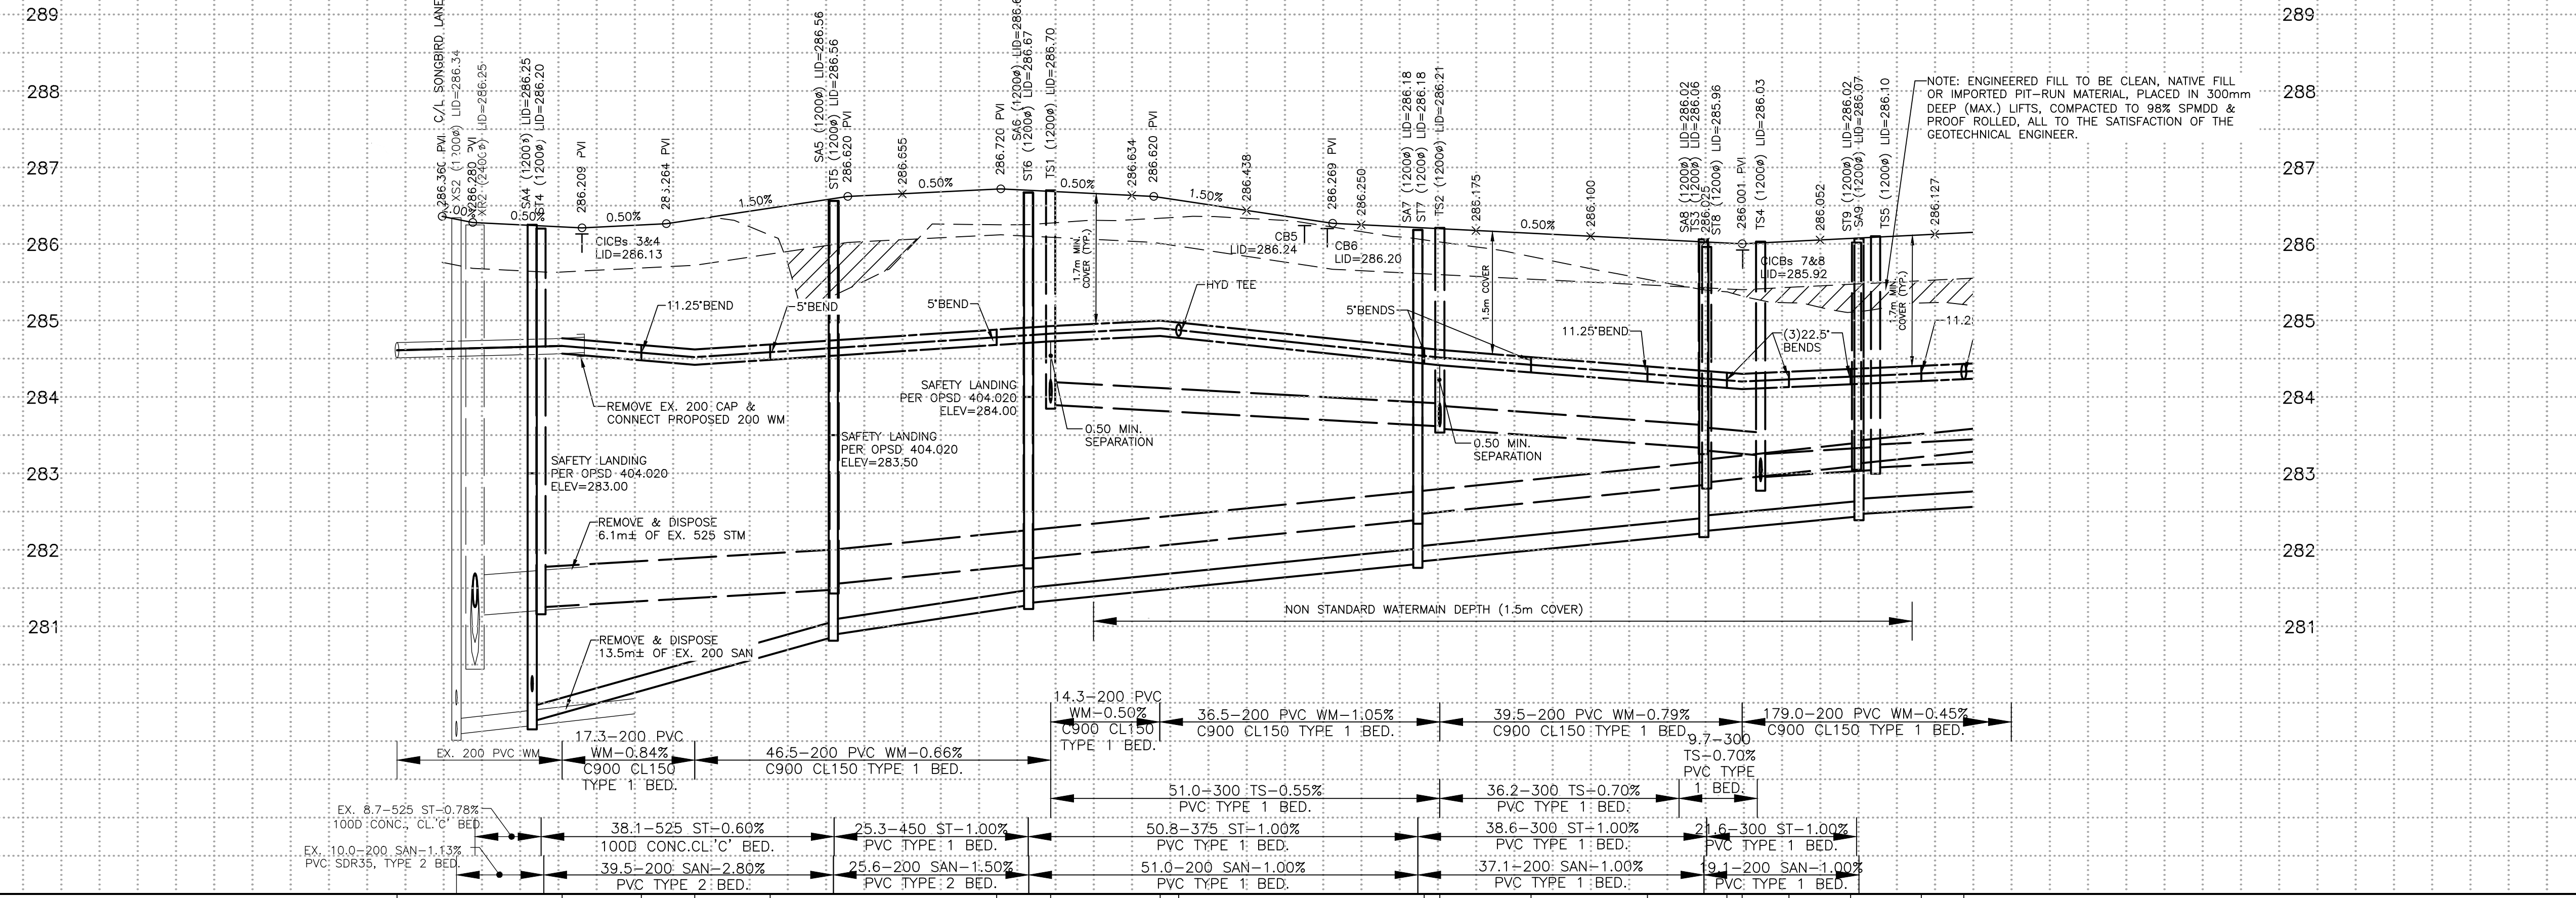 289
289
288
288
287
287
286
286
285
285
284
284
283
283
282
282
281
281
PVI C/L SONGBIRD LANE
XS2 LID=286.34
286.280 PVI
XR2 (2400ø) LID=286.25
SA4 LID=286.25
ST4 (1200ø) LID=286.20
286.209 PVI
PVI
SA5 (1200ø) LID=286.56
ST5 (1200ø) LID=286.56
286.620 PVI
286.655
286.720 PVI
SA6 (1200ø)
ST6 (1200ø) LID=286.67
TS1 (1200ø) LID=286.70
286.634
286.620 PVI
286.438
286.269 PVI
286.250
SA7 (1200ø) LID=286.18
ST7 (1200ø) LID=286.18
TS2 (1200ø) LID=286.21
286.175
286.100
SA8 (1200ø) LID=286.02
TS3 (1200ø) LID=286.06
286.025
ST8 (1200ø) LID=285.96
286.001 PVI
TS4 (1200ø) LID=286.03
286.052
ST9 (1200ø) LID=286.02
SA9 (1200ø) LID=286.07
TS5 (1200ø) LID=286.10
286.127
NOTE: ENGINEERED FILL TO BE CLEAN, NATIVE FILL
OR IMPORTED PIT-RUN MATERIAL, PLACED IN 300mm
DEEP (MAX.) LIFTS, COMPACTED TO 98% SPMDD &
PROOF ROLLED, ALL TO THE SATISFACTION OF THE
GEOTECHNICAL ENGINEER.
0.50%
0.50%
1.50%
0.50%
0.50%
1.50%
0.50%
CICBs 3&4
LID=286.13
1.7m MIN.
COVER (TYP.)
CB5
LID=286.24
CB6
LID=286.20
1.5m COVER
CICBs 7&8
LID=285.92
1.7m MIN.
COVER (TYP.)
11.25°BEND
5°BEND
5°BEND
HYD TEE
5°BENDS
11.25°BEND
(3)22.5°
BENDS
11.2
REMOVE EX. 200 CAP &
CONNECT PROPOSED 200 WM
SAFETY LANDING
PER OPSD 404.020
ELEV=284.00
0.50 MIN.
SEPARATION
SAFETY LANDING
PER OPSD 404.020
ELEV=283.50
0.50 MIN.
SEPARATION
SAFETY LANDING
PER OPSD 404.020
ELEV=283.00
REMOVE & DISPOSE
6.1m± OF EX. 525 STM
NON STANDARD WATERMAIN DEPTH (1.5m COVER)
REMOVE & DISPOSE
13.5m± OF EX. 200 SAN
14.3-200 PVC
WM-0.50%
C900 CL150
TYPE 1 BED.
36.5-200 PVC WM-1.05%
C900 CL150 TYPE 1 BED.
39.5-200 PVC WM-0.79%
C900 CL150 TYPE 1 BED.
179.0-200 PVC WM-0.45%
C900 CL150 TYPE 1 BED.
EX. 200 PVC WM
17.3-200 PVC
WM-0.84%
C900 CL150
TYPE 1 BED.
46.5-200 PVC WM-0.66%
C900 CL150 TYPE 1 BED.
9.7-300
TS-0.70%
PVC TYPE
1 BED.
51.0-300 TS-0.55%
PVC TYPE 1 BED.
36.2-300 TS-0.70%
PVC TYPE 1 BED.
EX. 8.7-525 ST-0.78%
100D CONC., CL.'C' BED.
38.1-525 ST-0.60%
100D CONC.CL.'C' BED.
25.3-450 ST-1.00%
PVC TYPE 1 BED.
50.8-375 ST-1.00%
PVC TYPE 1 BED.
38.6-300 ST-1.00%
PVC TYPE 1 BED.
21.6-300 ST-1.00%
PVC TYPE 1 BED.
EX. 10.0-200 SAN-1.13%
PVC SDR35, TYPE 2 BED.
39.5-200 SAN-2.80%
PVC TYPE 2 BED.
25.6-200 SAN-1.50%
PVC TYPE 2 BED.
51.0-200 SAN-1.00%
PVC TYPE 1 BED.
37.1-200 SAN-1.00%
PVC TYPE 1 BED.
19.1-200 SAN-1.00%
PVC TYPE 1 BED.